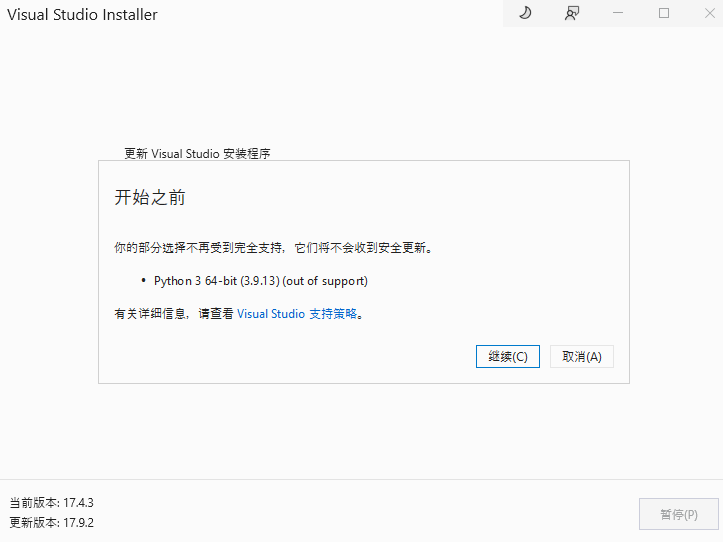 Visual Studio Installer
更新 Visual Studio 安装程序
开始之前
你的部分选择不再受到完全支持，它们将不会收到安全更新。
• Python 3 64-bit (3.9.13) (out of support)
有关详细信息，请查看 Visual Studio 支持策略。
继续(C) 取消(A)
当前版本: 17.4.3
更新版本: 17.9.2
暂停(P)